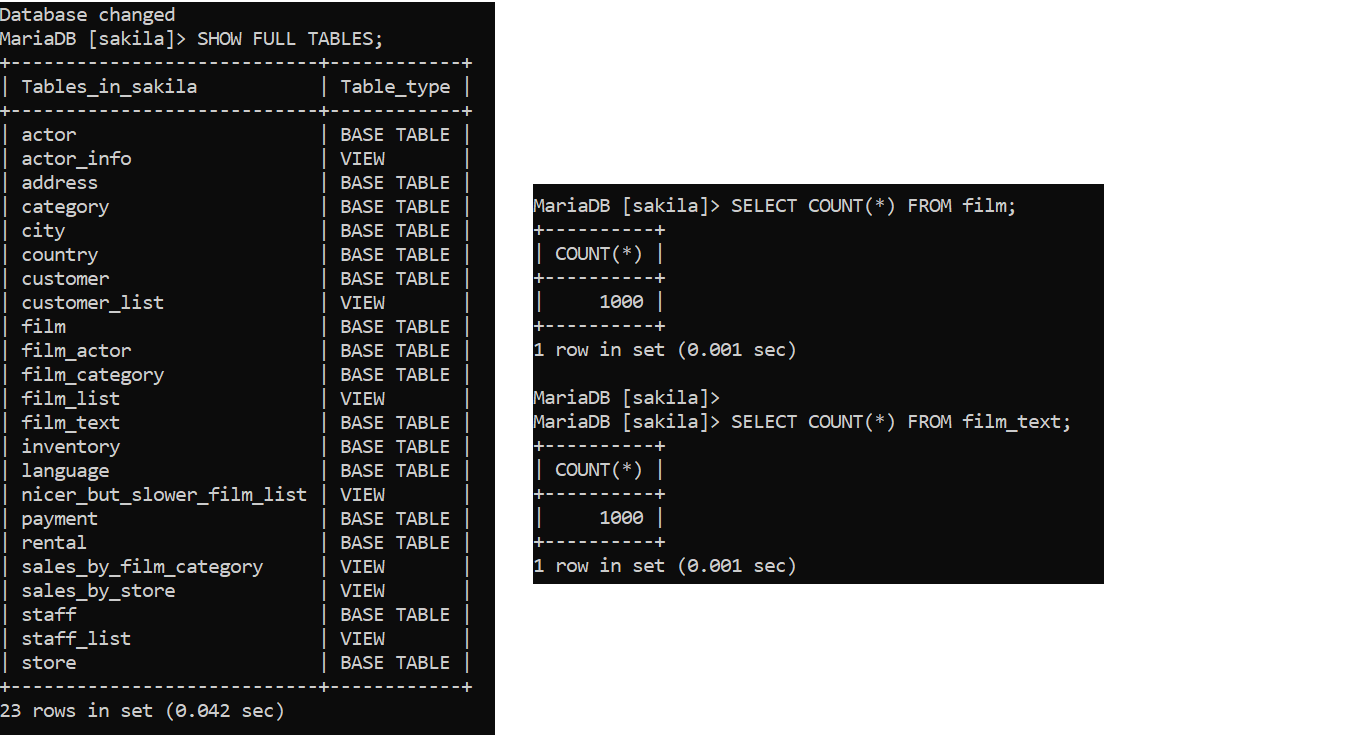 Database changed
MariaDB [sakila]> SHOW FULL TABLES;
+----------------------------+------------+
| Tables_in_sakila           | Table_type |
+----------------------------+------------+
| actor                      | BASE TABLE |
| actor_info                 | VIEW       |
| address                    | BASE TABLE |
| category                   | BASE TABLE |
| city                       | BASE TABLE |
| country                    | BASE TABLE |
| customer                   | BASE TABLE |
| customer_list              | VIEW       |
| film                       | BASE TABLE |
| film_actor                 | BASE TABLE |
| film_category              | BASE TABLE |
| film_list                  | VIEW       |
| film_text                  | BASE TABLE |
| inventory                  | BASE TABLE |
| language                   | BASE TABLE |
| nicer_but_slower_film_list | VIEW       |
| payment                    | BASE TABLE |
| rental                     | BASE TABLE |
| sales_by_film_category     | VIEW       |
| sales_by_store             | VIEW       |
| staff                      | BASE TABLE |
| staff_list                 | VIEW       |
| store                      | BASE TABLE |
+----------------------------+------------+
23 rows in set (0.042 sec)
MariaDB [sakila]> SELECT COUNT(*) FROM film;
+----------+
| COUNT(*) |
+----------+
|     1000 |
+----------+
1 row in set (0.001 sec)
MariaDB [sakila]>
MariaDB [sakila]> SELECT COUNT(*) FROM film_text;
+----------+
| COUNT(*) |
+----------+
|     1000 |
+----------+
1 row in set (0.001 sec)